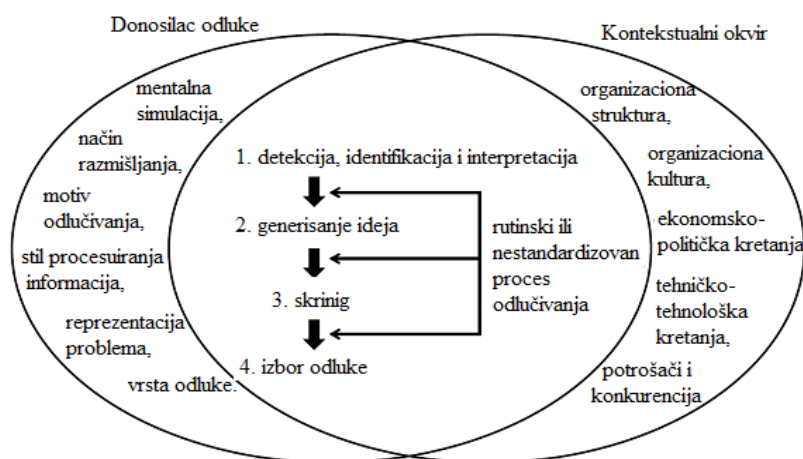 Donosilac odluke
Kontekstualni okvir
mentalna
simulacija,
način
razmišljanja,
motiv
odlučivanja,
stil procesuiranja
informacija,
reprezentacija
problema,
vrsta odluke.
1. detekcija, identifikacija i interpretacija
2. generisanje ideja
3. skrinig
4. izbor odluke
rutinski ili
nestandardizovan
proces
odlučivanja
organizaciona
struktura,
organizaciona
kultura,
ekonomsko-
politička kretanja
tehničko-
tehnološka
kretanja,
potrošači i
konkurencija